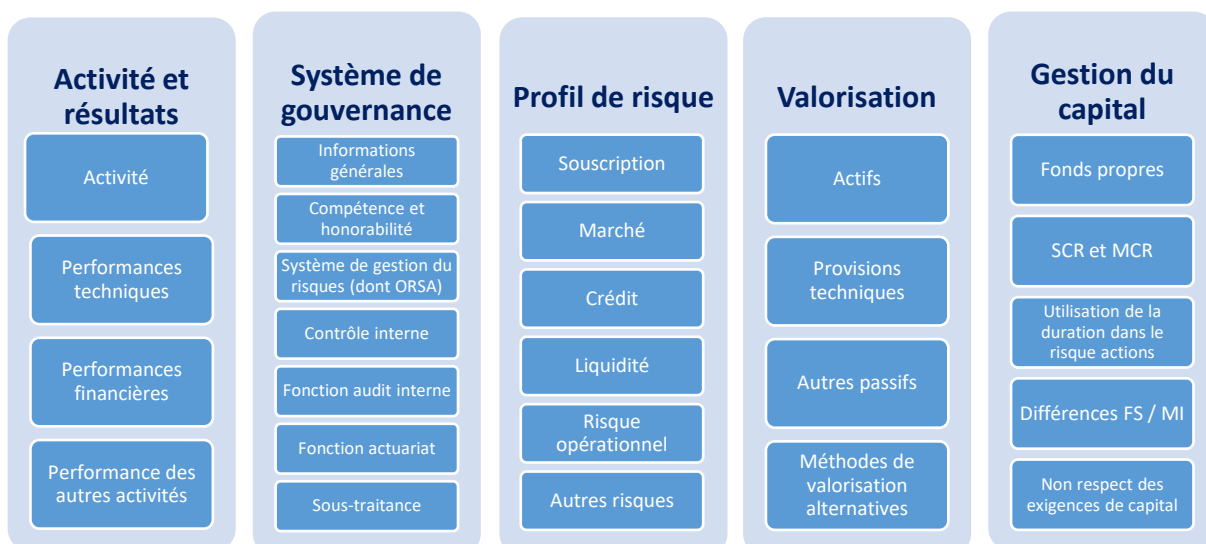 Activité et
résultats
Activité
Performances
techniques
Performances
financières
Performance des
autres activités
Système de
gouvernance
Informations
générales
Compétence et
honorabilité
Système de gestion du
risques (dont ORSA)
Contrôle interne
Fonction audit interne
Fonction actuariat
Sous-traitance
Profil de risque
Souscription
Marché
Crédit
Liquidité
Risque
opérationnel
Autres risques
Valorisation
Actifs
Provisions
techniques
Autres passifs
Méthodes de
valorisation
alternatives
Gestion du
capital
Fonds propres
SCR et MCR
Utilisation de la
duration dans le
risque actions
Différences FS / MI
Non respect des
exigences de capital